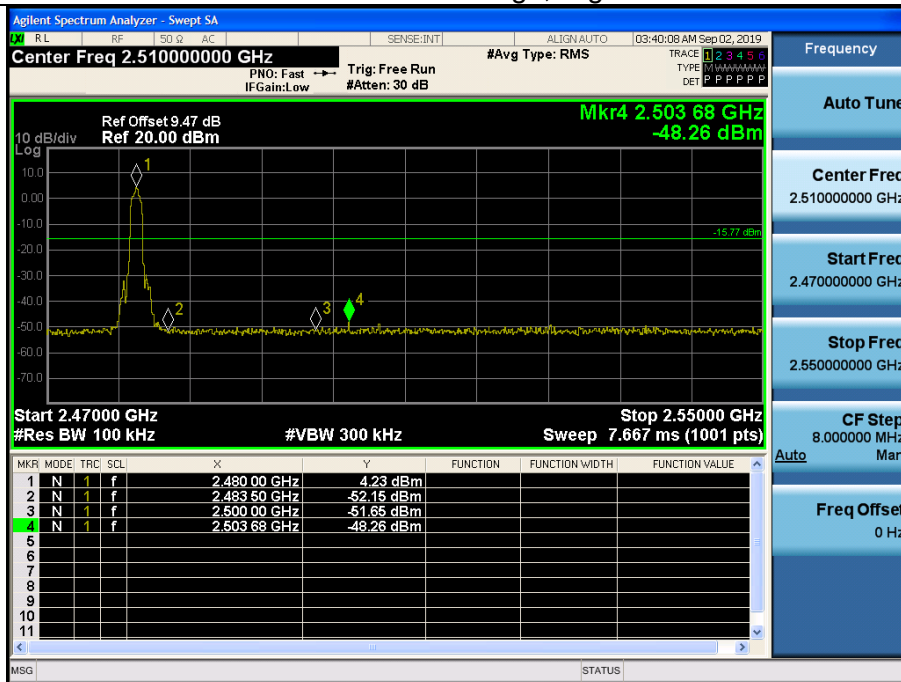 Agilent Spectrum Analyzer - Swept SA
LXI RL RF 50 Ω AC SENSE:INT ALIGN AUTO 03:40:08 AM Sep 02, 2019
Center Freq 2.510000000 GHz #Avg Type: RMS TRACE 1 2 3 4 5 6
PNO: Fast Trig: Free Run TYPE M W W W W W
IFGain:Low #Atten: 30 dB DET P P P P P P
Mkr4 2.503 68 GHz
Ref Offset 9.47 dB
10 dB/div Ref 20.00 dBm -48.26 dBm
Log
10.0
0.00
-10.0
-20.0
-30.0
-40.0
-50.0
-60.0
-70.0
1
2
3
4
-15.77 dBm
Start 2.47000 GHz Stop 2.55000 GHz
#Res BW 100 kHz #VBW 300 kHz Sweep 7.667 ms (1001 pts)
MKR MODE TRC SCL X Y FUNCTION FUNCTION WIDTH FUNCTION VALUE
1 N 1 f 2.480 00 GHz 4.23 dBm
2 N 1 f 2.483 50 GHz -52.15 dBm
3 N 1 f 2.500 00 GHz -51.65 dBm
4 N 1 f 2.503 68 GHz -48.26 dBm
5
6
7
8
9
10
11
MSG STATUS
Frequency
Auto Tune
Center Freq
2.510000000 GHz
Start Freq
2.470000000 GHz
Stop Freq
2.550000000 GHz
CF Step
8.000000 MHz
Auto Man
Freq Offset
0 Hz